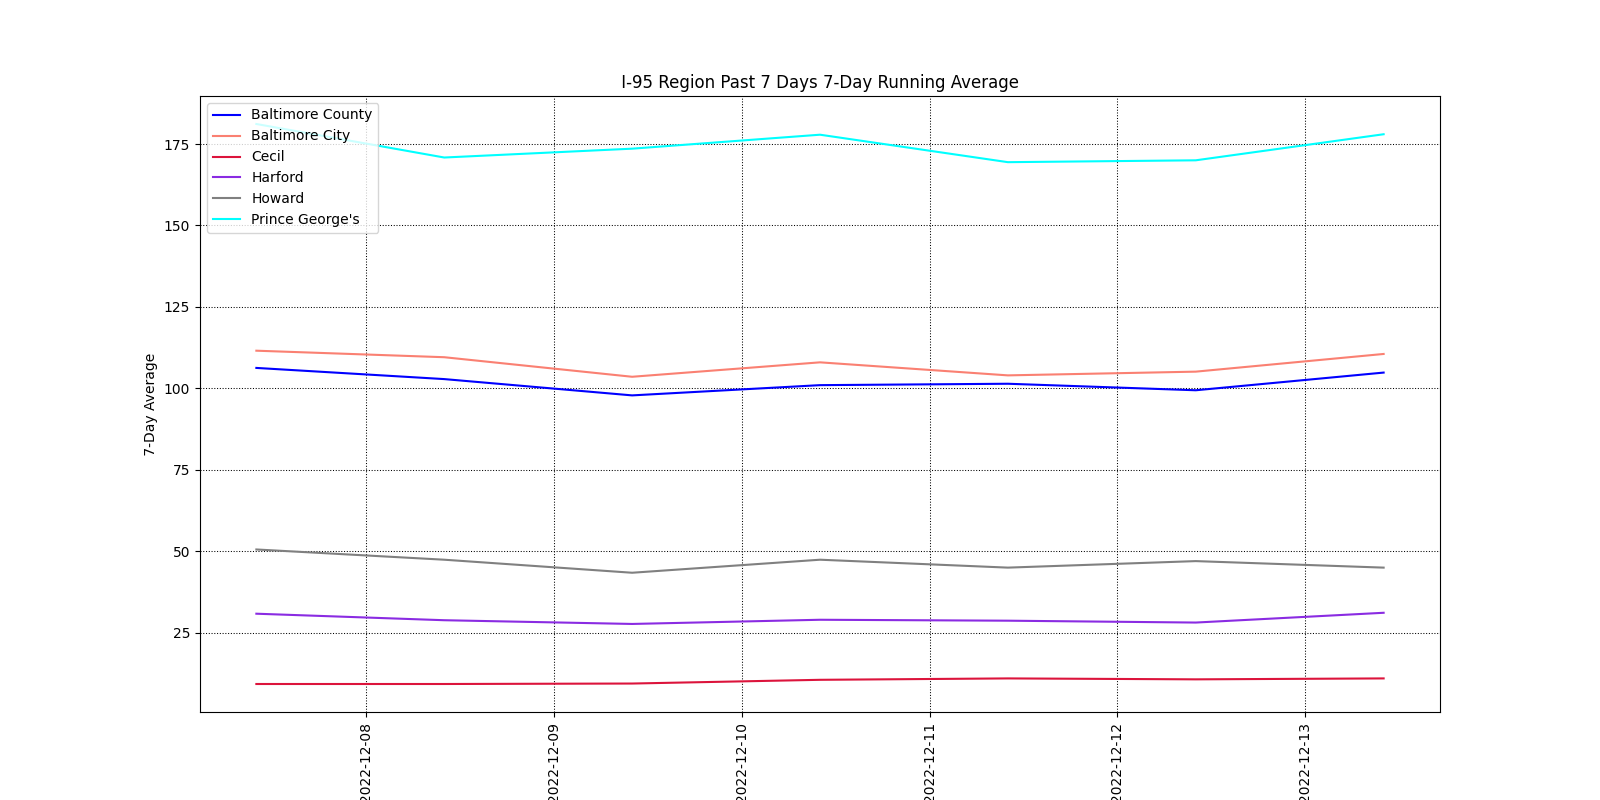 I-95 Region Past 7 Days 7-Day Running Average
Baltimore County
Baltimore City
Cecil
Harford
Howard
Prince George's
175
150
125
100
75
50
25
7-Day Average
2022-12-08
2022-12-09
2022-12-10
2022-12-11
2022-12-12
2022-12-13